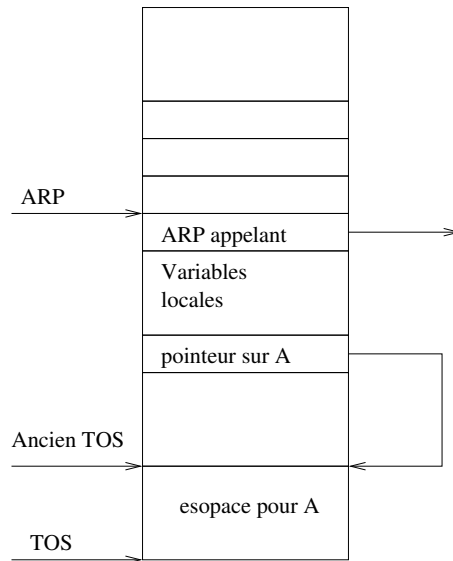 ARP
ARP appelant
Variables
locales
pointeur sur A
Ancien TOS
esopace pour A
TOS